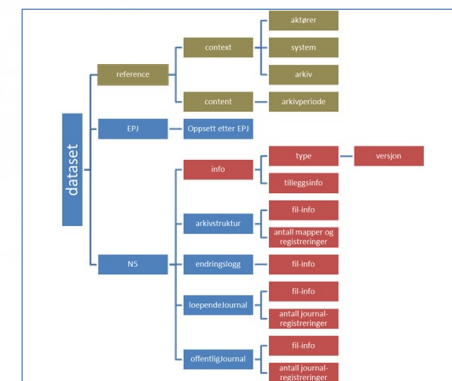 dataset
reference
context
aktører
system
arkiv
content
arkivperiode
EPJ
Oppsett etter EPJ
N5
info
type
versjon
tilleggsinfo
arkivstruktur
fil-info
antall mapper og
registreringer
endringslogg
fil-info
loependeJournal
fil-info
antall journal-
registreringer
offentligJournal
fil-info
antall journal-
registreringer